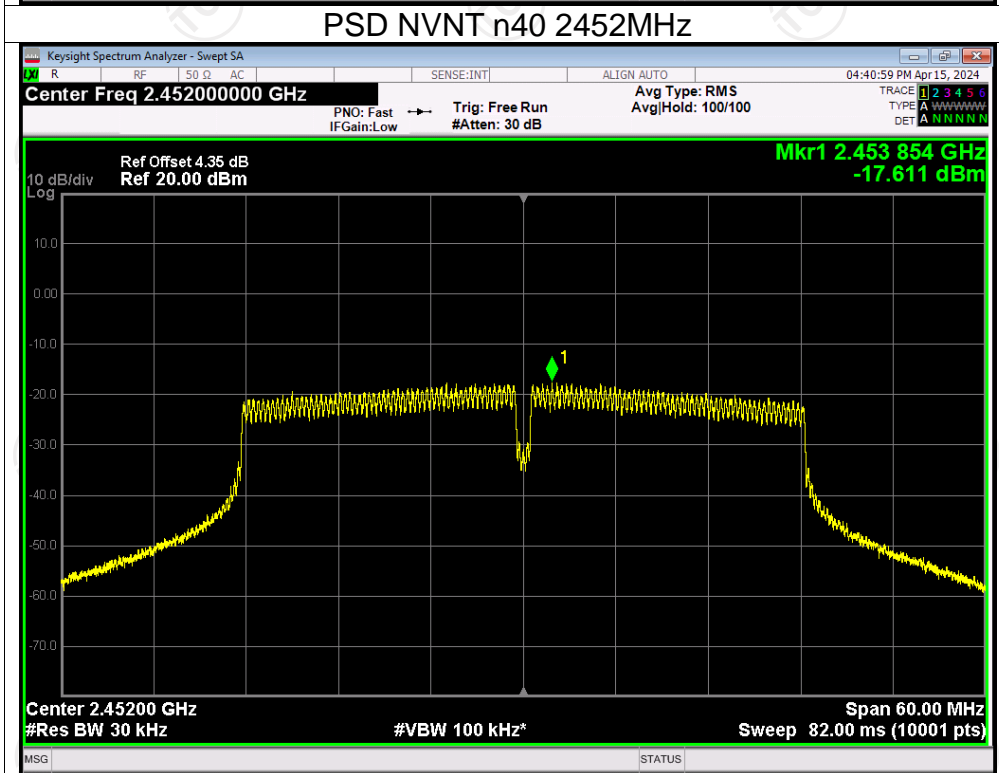 PSD NVNT n40 2452MHz
Keysight Spectrum Analyzer - Swept SA
LXI R RF 50 Ω AC SENSE:INT ALIGN AUTO 04:40:59 PM Apr 15, 2024
Center Freq 2.452000000 GHz
PNO: Fast
IFGain:Low
Trig: Free Run
#Atten: 30 dB
Avg Type: RMS
Avg|Hold: 100/100
TRACE 1 2 3 4 5 6
TYPE A WWWWW
DET A N N N N N
Ref Offset 4.35 dB
10 dB/div Ref 20.00 dBm
Log
Mkr1 2.453 854 GHz
-17.611 dBm
10.0
0.00
-10.0
1
-20.0
-30.0
-40.0
-50.0
-60.0
-70.0
Center 2.45200 GHz Span 60.00 MHz
#Res BW 30 kHz #VBW 100 kHz* Sweep 82.00 ms (10001 pts)
MSG STATUS